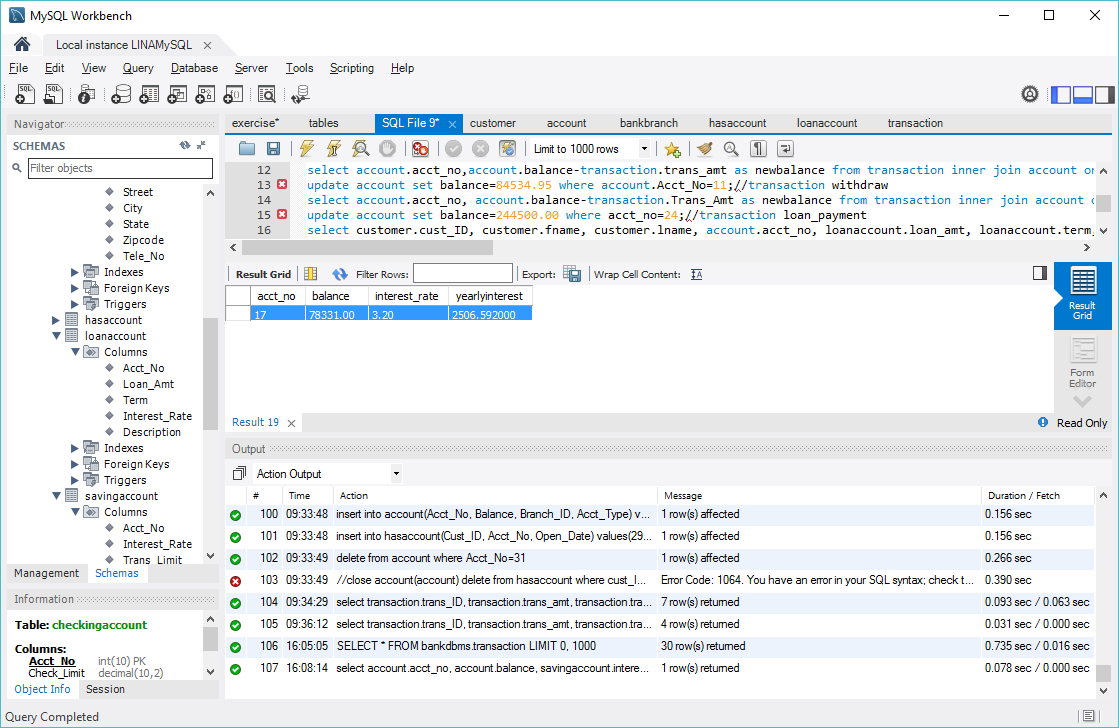 MySQL Workbench
Local instance LINAMySQL
File Edit View Query Database Server Tools Scripting Help
Navigator
SCHEMAS
Filter objects
Street
City
State
Zipcode
Tele_No
Indexes
Foreign Keys
Triggers
hasaccount
loanaccount
Columns
Acct_No
Loan_Amt
Term
Interest_Rate
Description
Indexes
Foreign Keys
Triggers
savingaccount
Columns
Acct_No
Interest_Rate
Trans_Limit
Management Schemas
Information
Table: checkingaccount
Columns:
Acct_No int(10) PK
Check_Limit decimal(10,2)
Object Info Session
exercise* tables SQL File 9* customer account bankbranch hasaccount loanaccount transaction
Limit to 1000 rows
12 select account.acct_no,account.balance-transaction.trans_amt as newbalance from transaction inner join account on
13 update account set balance=84534.95 where account.Acct_No=11;//transaction withdraw
14 select account.acct_no, account.balance-transaction.Trans_Amt as newbalance from transaction inner join account
15 update account set balance=244500.00 where acct_no=24;//transaction loan_payment
16 select customer.cust_ID, customer.fname, customer.lname, account.acct_no, loanaccount.loan_amt, loanaccount.term,
Result Grid Filter Rows: Export: Wrap Cell Content:
acct_no balance interest_rate yearlyinterest
17 78331.00 3.20 2506.592000
Result Grid
Form Editor
Result 19
Read Only
Output
Action Output
# Time Action Message Duration / Fetch
100 09:33:48 insert into account(Acct_No, Balance, Branch_ID, Acct_Type) v... 1 row(s) affected 0.156 sec
101 09:33:48 insert into hasaccount(Cust_ID, Acct_No, Open_Date) values(29... 1 row(s) affected 0.156 sec
102 09:33:49 delete from account where Acct_No=31 1 row(s) affected 0.266 sec
103 09:33:49 //close account(account) delete from hasaccount where cust_I... Error Code: 1064. You have an error in your SQL syntax; check t... 0.390 sec
104 09:34:29 select transaction.trans_ID, transaction.trans_amt, transaction.tra... 7 row(s) returned 0.093 sec / 0.063 sec
105 09:36:12 select transaction.trans_ID, transaction.trans_amt, transaction.tra... 4 row(s) returned 0.031 sec / 0.000 sec
106 16:05:05 SELECT * FROM bankdbms.transaction LIMIT 0, 1000 30 row(s) returned 0.735 sec / 0.016 sec
107 16:08:14 select account.acct_no, account.balance, savingaccount.intere... 1 row(s) returned 0.078 sec / 0.000 sec
Query Completed